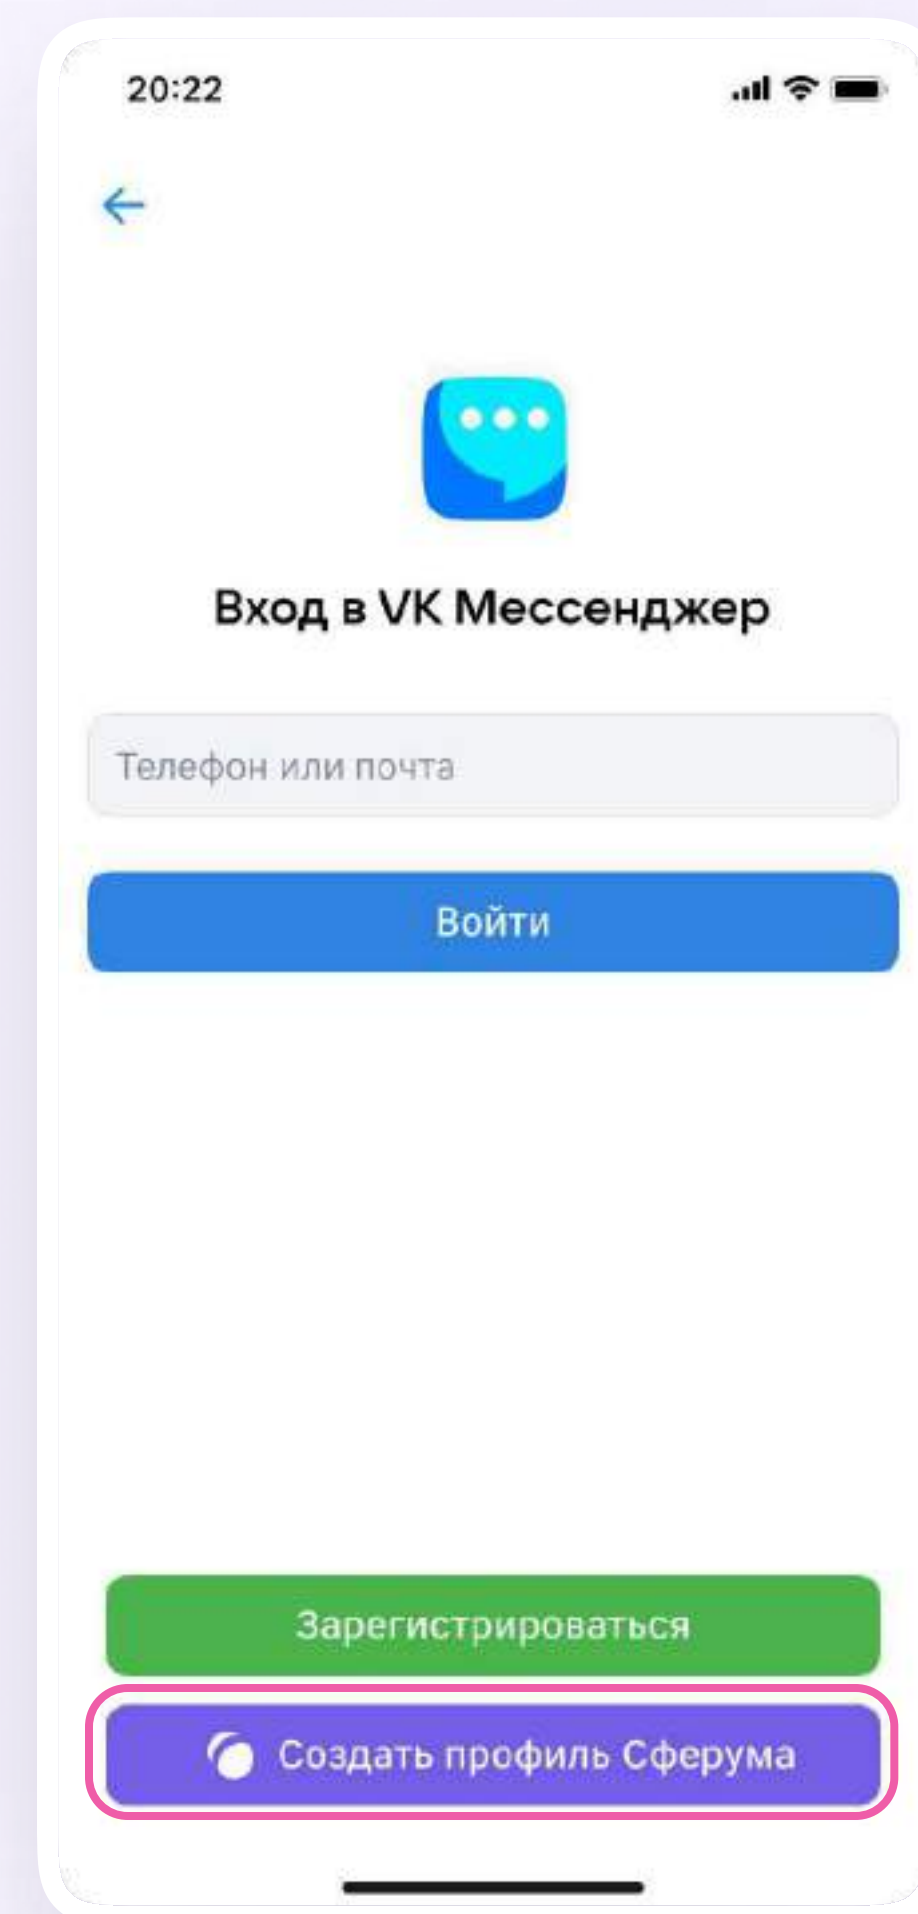 20:22
Вход в VK Мессенджер
Телефон или почта
Войти
Зарегистрироваться
Создать профиль Сферума